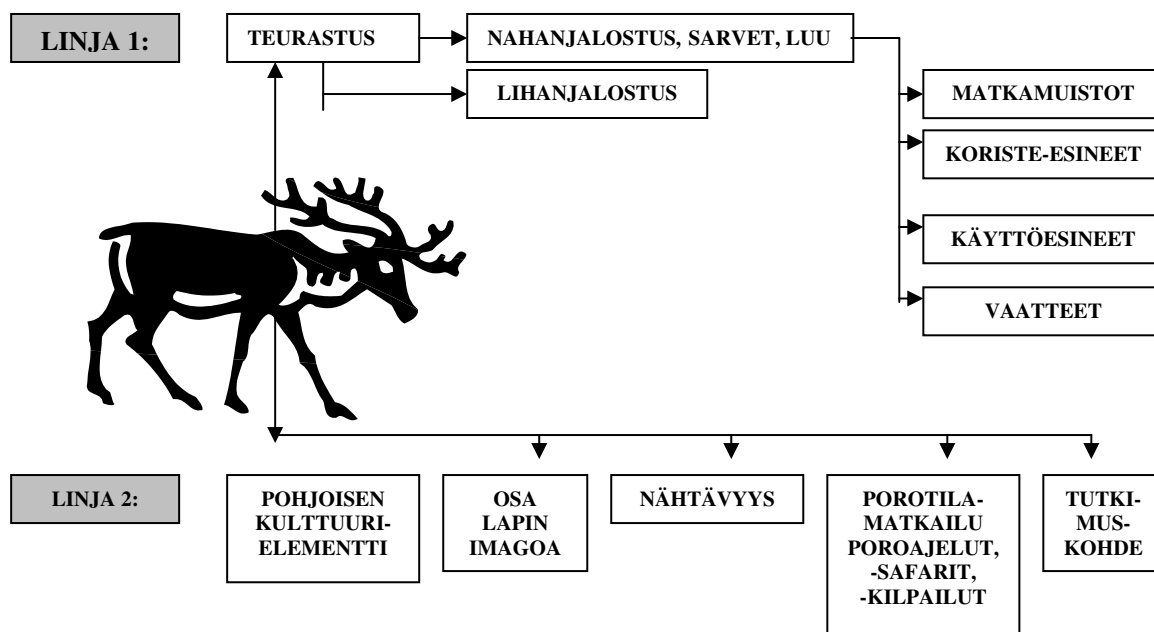 LINJA 1:
TEURASTUS
NAHANJALOSTUS, SARVET, LUU
LIHANJALOSTUS
MATKAMUISTOT
KORISTE-ESINEET
KÄYTTÖESINEET
VAATTEET
LINJA 2:
POHJOISEN
KULTTUURI-
ELEMENTTI
OSA
LAPIN
IMAGOA
NÄHTÄVYYS
POROTILA-
MATKAILU
POROAJELUT,
-SAFARIT,
-KILPAILUT
TUTKI-
MUS-
KOHDE